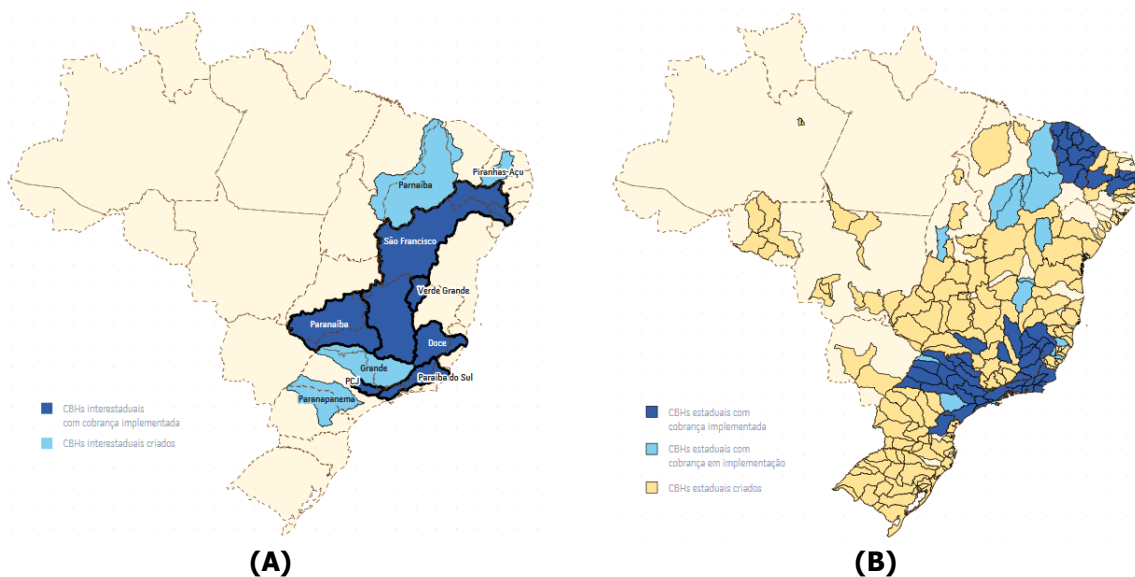 Parnaíba
Piranhas-Açu
São Francisco
Verde Grande
Paranaíba
Doce
Grande
PCJ
Paraíba do Sul
Paranapanema
CBHs interestaduais
com cobrança implementada
CBHs interestaduais criados
(A)
CBHs estaduais com
cobrança implementada
CBHs estaduais com
cobrança em implementação
CBHs estaduais criados
(B)